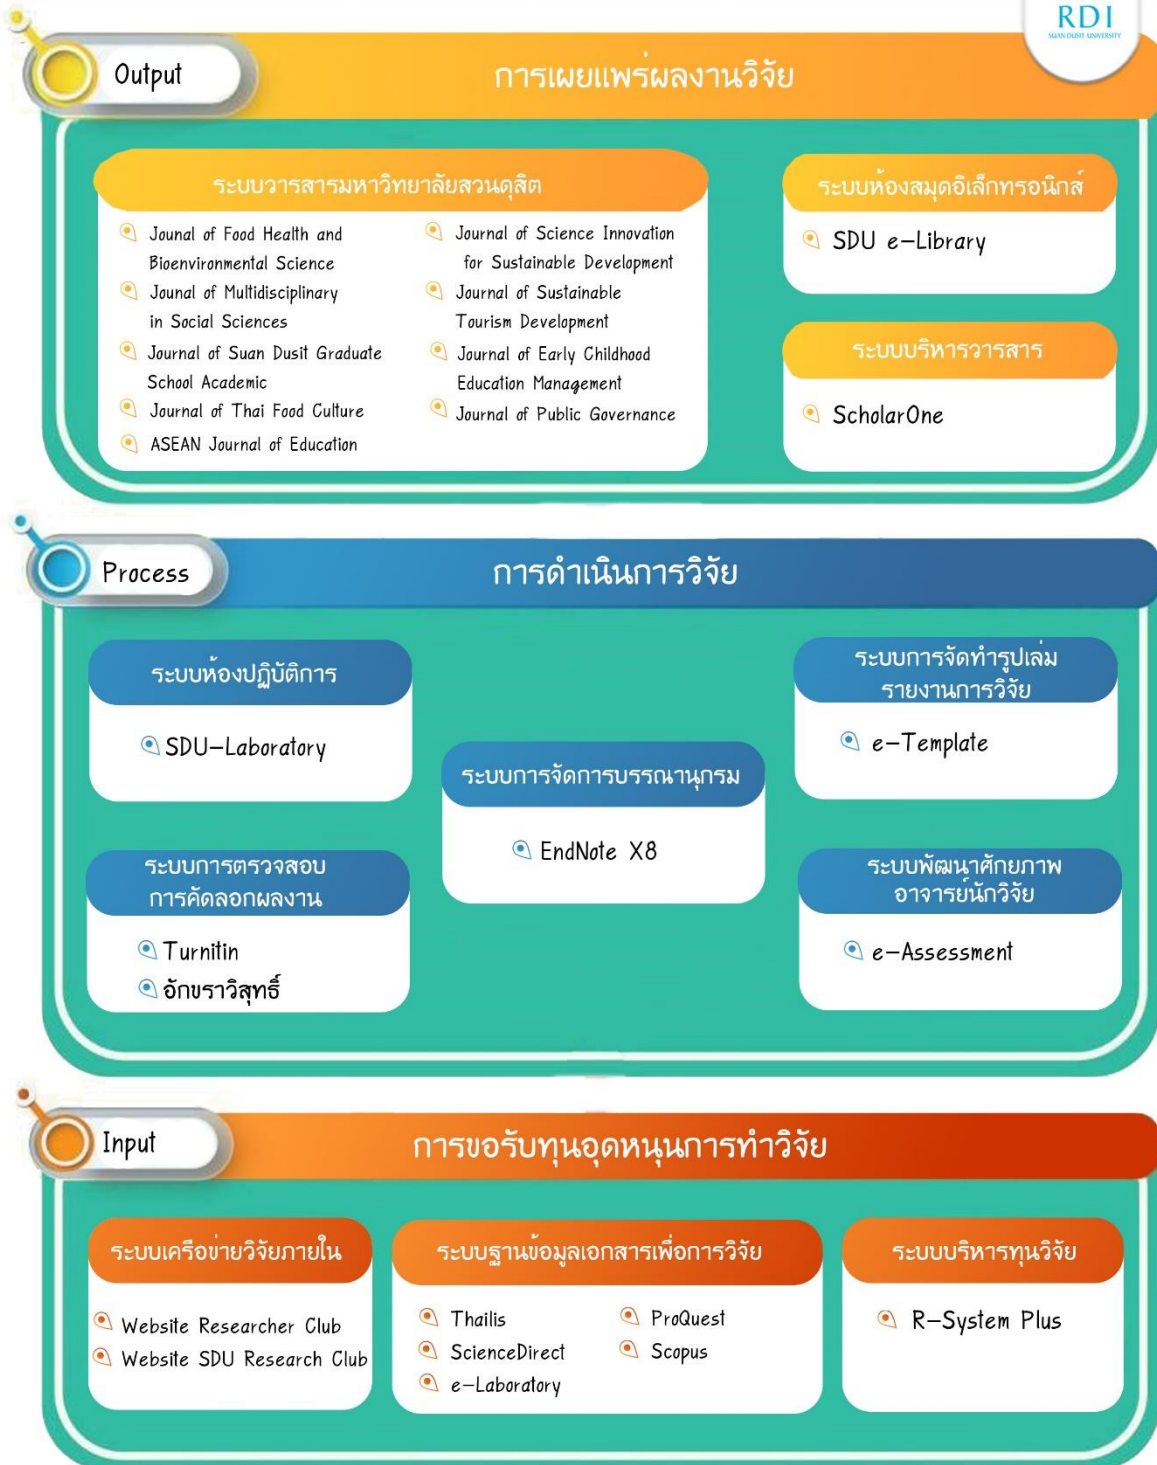 RDI
SUAN DUSIT UNIVERSITY
Output
การเผยแพร่ผลงานวิจัย
ระบบวารสารมหาวิทยาลัยสวนดุสิต
Jounal of Food Health and
Bioenvironmental Science
Jounal of Multidisciplinary
in Social Sciences
Journal of Suan Dusit Graduate
School Academic
Journal of Thai Food Culture
ASEAN Journal of Education
Journal of Science Innovation
for Sustainable Development
Journal of Sustainable
Tourism Development
Journal of Early Childhood
Education Management
Journal of Public Governance
ระบบห้องสมุดอิเล็กทรอนิกส์
SDU e-Library
ระบบบริหารวารสาร
ScholarOne
Process
การดำเนินการวิจัย
ระบบห้องปฏิบัติการ
SDU-Laboratory
ระบบการตรวจสอบ
การคัดลอกผลงาน
Turnitin
อักขราวิสุทธิ์
ระบบการจัดการบรรณานุกรม
EndNote X8
ระบบการจัดทำรูปเล่ม
รายงานการวิจัย
e-Template
ระบบพัฒนาศักยภาพ
อาจารย์นักวิจัย
e-Assessment
Input
การขอรับทุนอุดหนุนการทำวิจัย
ระบบเครือข่ายวิจัยภายใน
Website Researcher Club
Website SDU Research Club
ระบบฐานข้อมูลเอกสารเพื่อการวิจัย
Thailis
ScienceDirect
e-Laboratory
ProQuest
Scopus
ระบบบริหารทุนวิจัย
R-System Plus